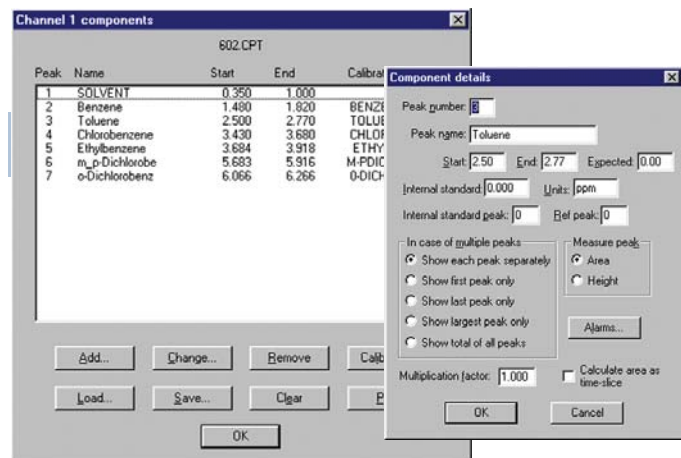 Channel 1 components
602.CPT
Peak Name Start End Calibrat
1 SOLVENT 0.350 1.000
2 Benzene 1.480 1.820 BENZE
3 Toluene 2.500 2.770 TOLUE
4 Chlorobenzene 3.430 3.680 CHLOF
5 Ethylbenzene 3.684 3.918 ETHY
6 m_p-Dichlorobe 5.683 5.916 M-PDIC
7 o-Dichlorobenz 6.066 6.266 O-DICH
Add... Change... Remove Calib
Load... Save... Clear P
OK
Component details
Peak number: 3
Peak name: Toluene
Start: 2.50 End: 2.77 Expected: 0.00
Internal standard: 0.000 Units: ppm
Internal standard peak: 0 Ref peak: 0
In case of multiple peaks
Show each peak separately
Show first peak only
Show last peak only
Show largest peak only
Show total of all peaks
Measure peak
Area
Height
Alarms...
Multiplication factor: 1.000
Calculate area as
time-slice
OK Cancel